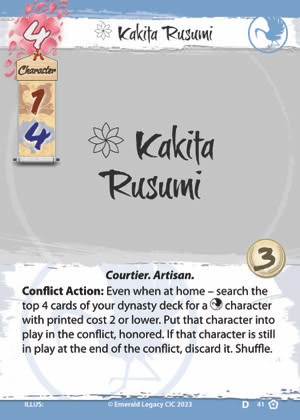 4
Kakita Rusumi
Character
1
4
Kakita
Rusumi
3
Courtier. Artisan.
Conflict Action: Even when at home – search the
top 4 cards of your dynasty deck for a character
with printed cost 2 or lower. Put that character into
play in the conflict, honored. If that character is still
in play at the end of the conflict, discard it. Shuffle.
ILLUS: © Emerald Legacy CIC 2023 D 41